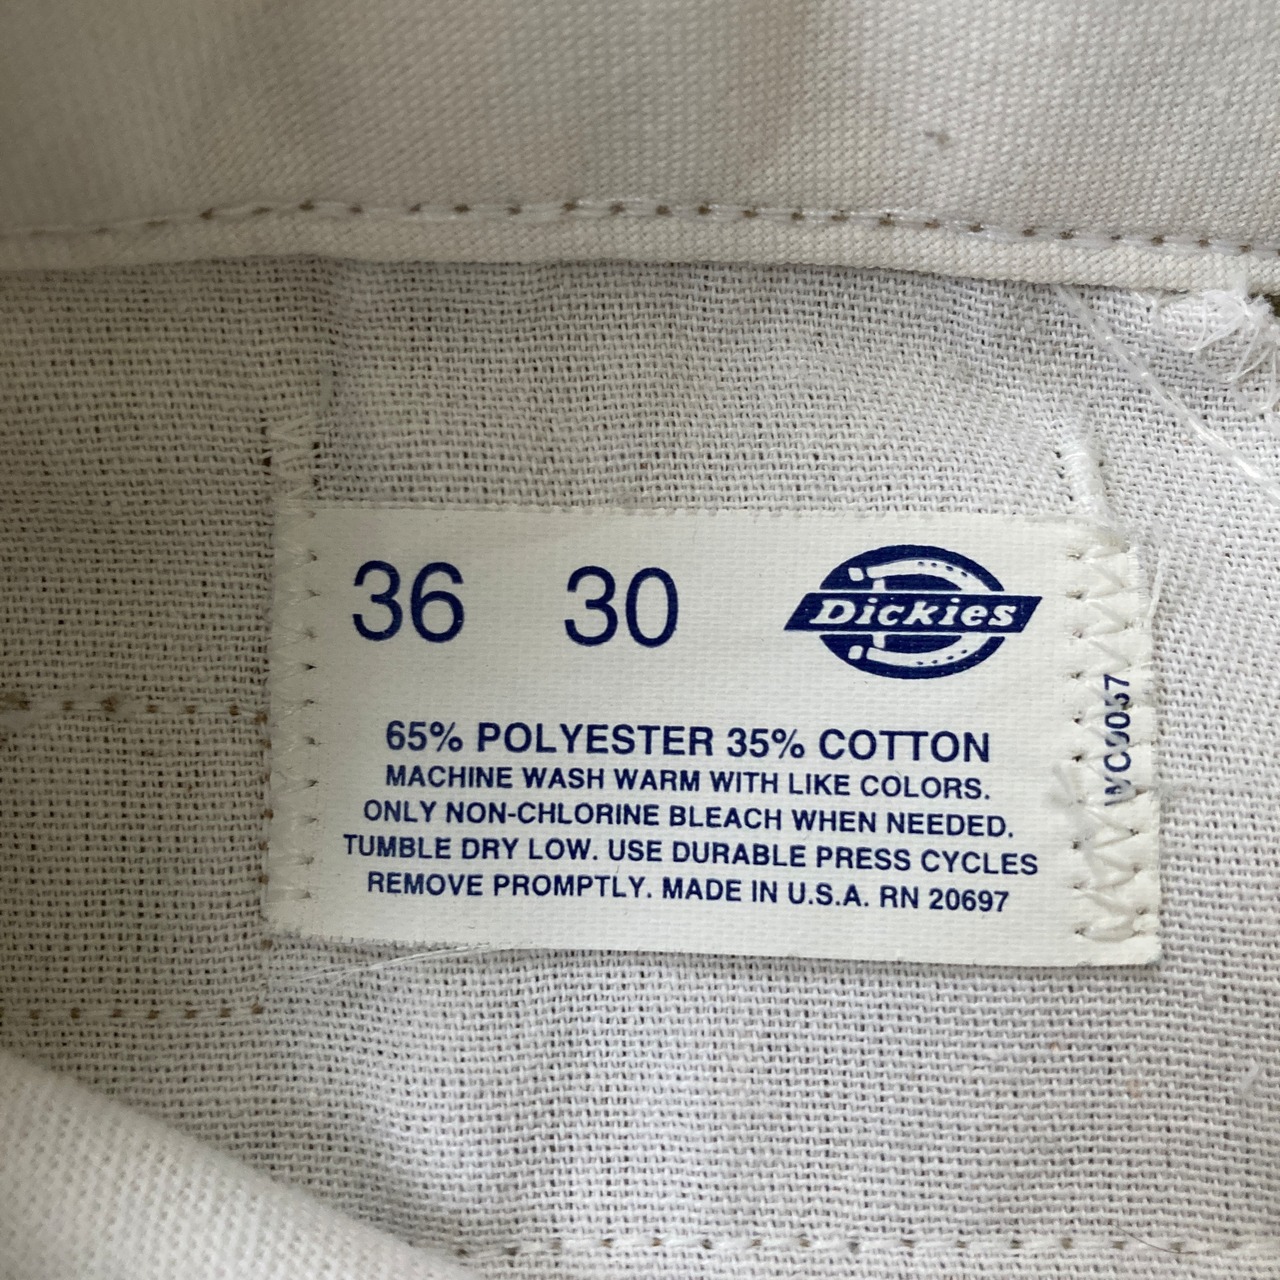 36 30 Dickies
65% POLYESTER 35% COTTON
MACHINE WASH WARM WITH LIKE COLORS.
ONLY NON-CHLORINE BLEACH WHEN NEEDED.
TUMBLE DRY LOW. USE DURABLE PRESS CYCLES
REMOVE PROMPTLY. MADE IN U.S.A. RN 20697